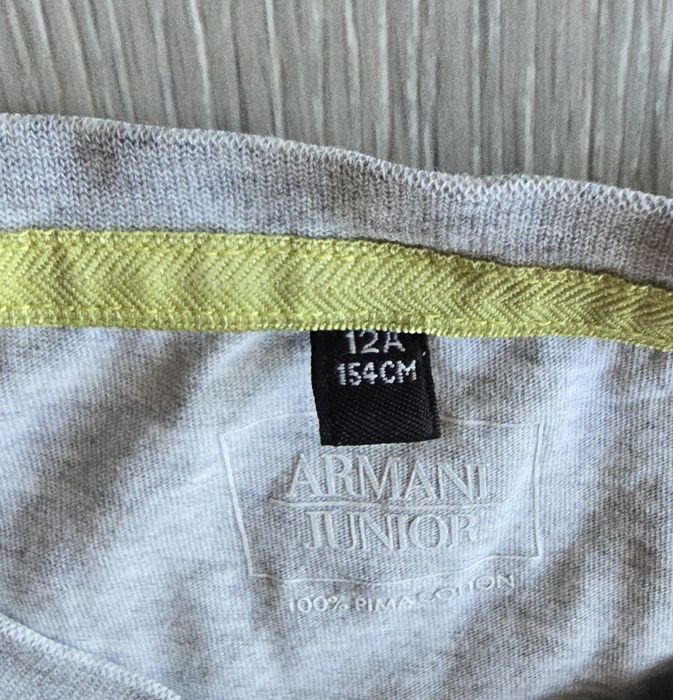 12A
154CM
ARMANI
JUNIOR
100% PIMA COTTON